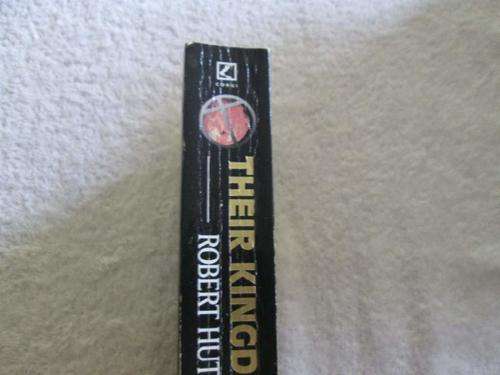 CORGI
THEIR KINGD
ROBERT HUT